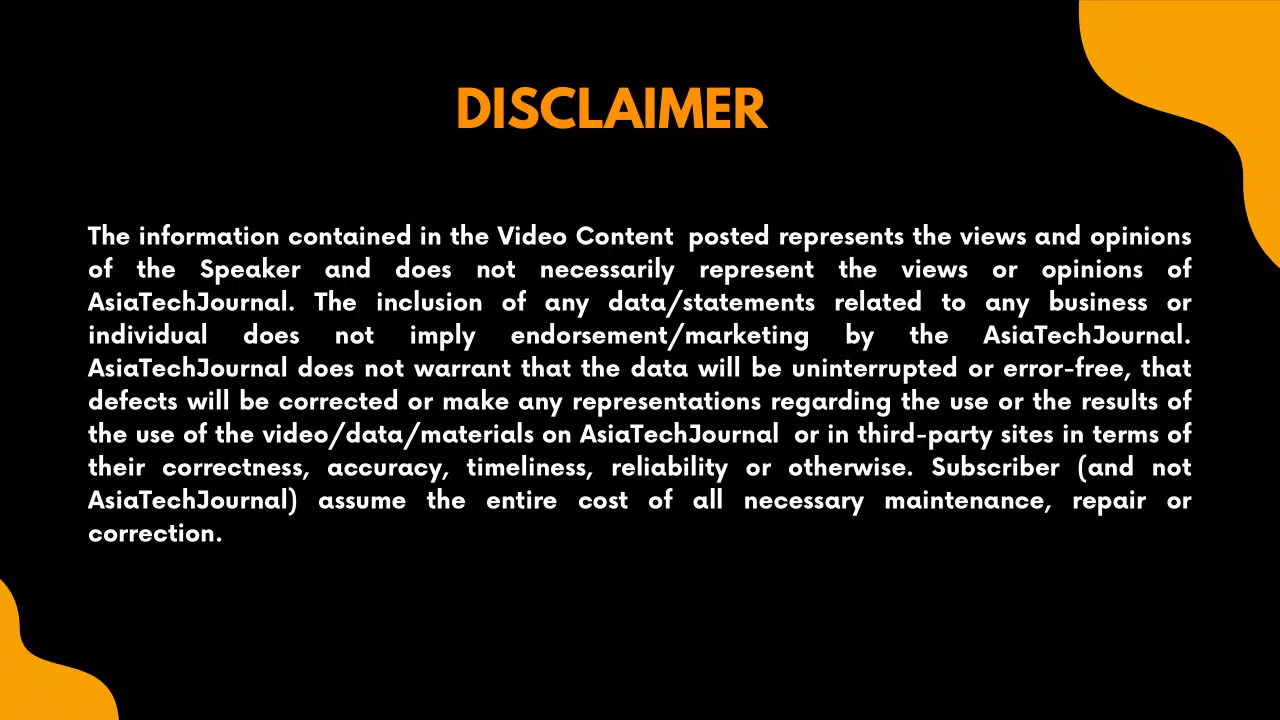 DISCLAIMER
The information contained in the Video Content posted represents the views and opinions
of the Speaker and does not necessarily represent the views or opinions of
AsiaTechJournal. The inclusion of any data/statements related to any business or
individual does not imply endorsement/marketing by the AsiaTechJournal.
AsiaTechJournal does not warrant that the data will be uninterrupted or error-free, that
defects will be corrected or make any representations regarding the use or the results of
the use of the video/data/materials on AsiaTechJournal or in third-party sites in terms of
their correctness, accuracy, timeliness, reliability or otherwise. Subscriber (and not
AsiaTechJournal) assume the entire cost of all necessary maintenance, repair or
correction.